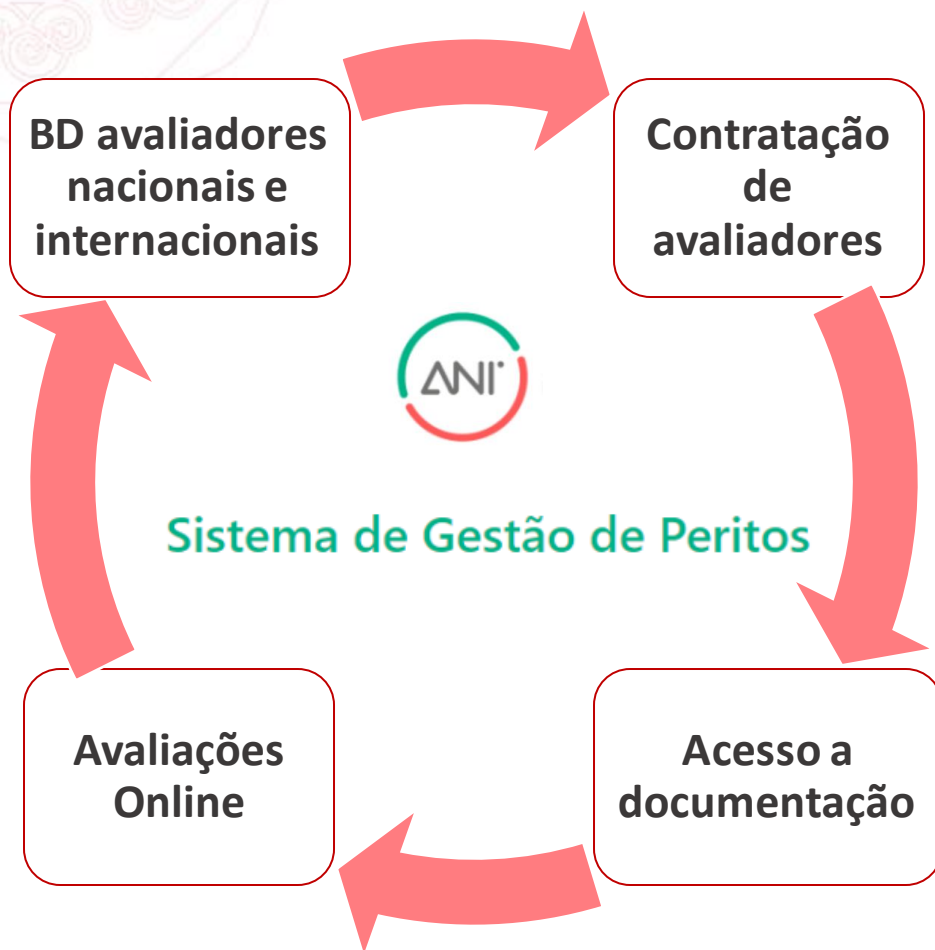 BD avaliadores
nacionais e
internacionais
Contratação
de
avaliadores
ANI
Sistema de Gestão de Peritos
Avaliações
Online
Acesso a
documentação